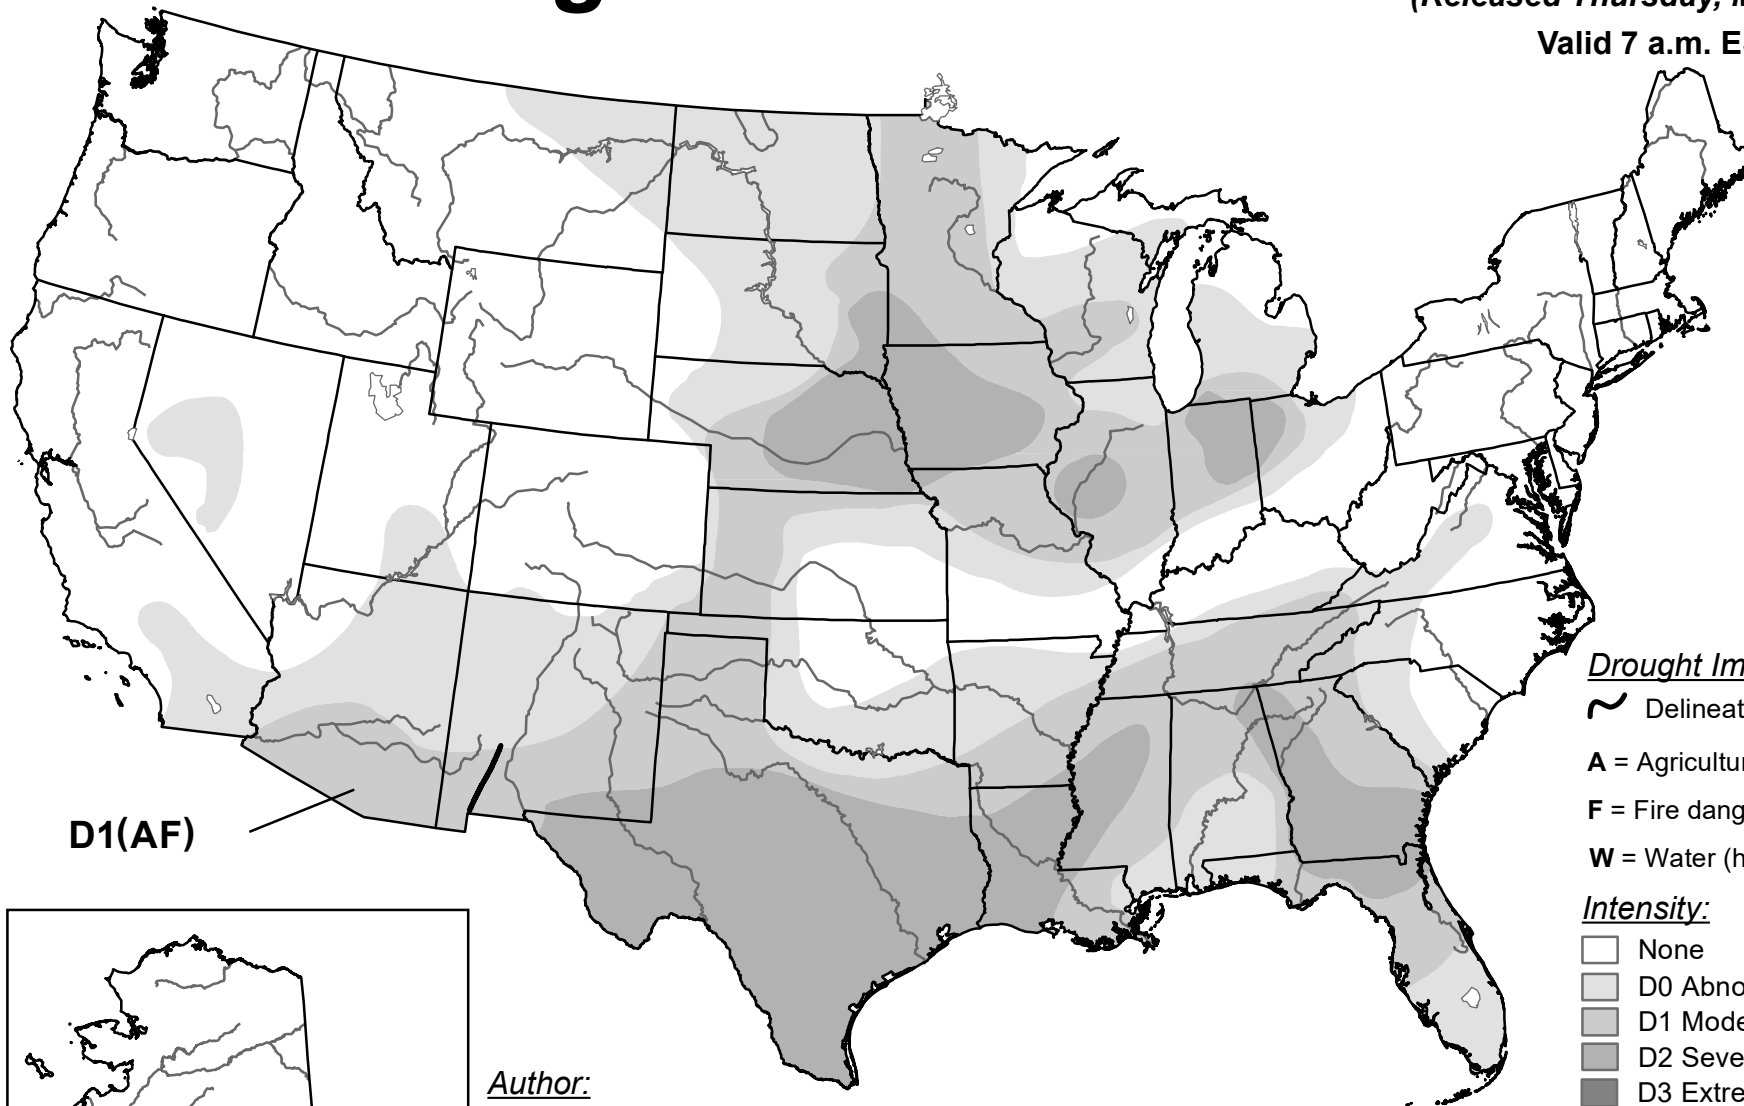 (Released Thursday,
Valid 7 a.m.
Drought
Delineat
A = Agricultur
F = Fire dang
W = Water (h
D1(AF)
Intensity:
None
D0 Abno
D1 Mode
D2 Seve
D3 Extre
Author: